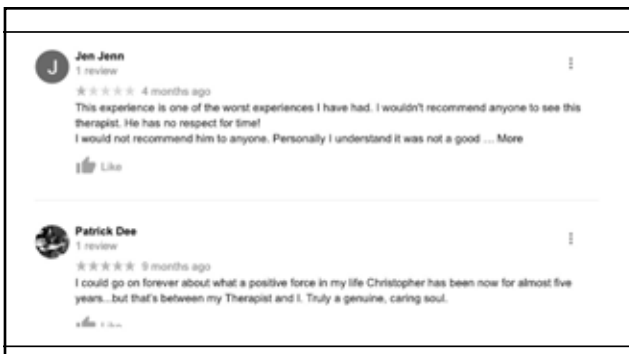 J
Jen Jenn
1 review
4 months ago
This experience is one of the worst experiences I have had. I wouldn't recommend anyone to see this
therapist. He has no respect for time!
I would not recommend him to anyone. Personally I understand it was not a good … More
Like
Patrick Dee
1 review
9 months ago
I could go on forever about what a positive force in my life Christopher has been now for almost five
years...but that's between my Therapist and I. Truly a genuine, caring soul.